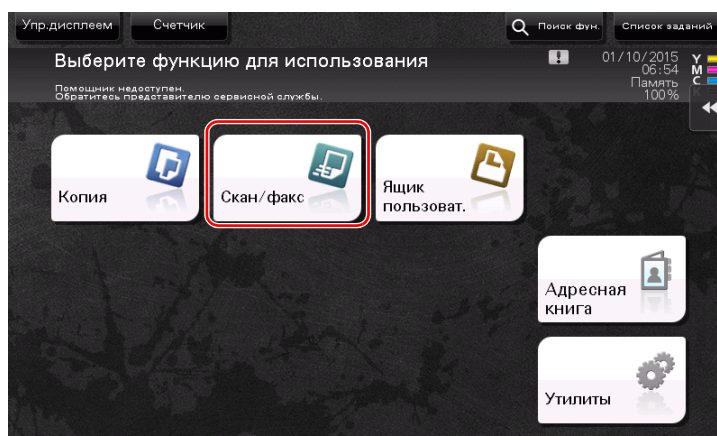 Упр.дисплеем
Счетчик
Поиск фун.
Список заданий
Выберите функцию для использования
Помощник недоступен.
Обратитесь представителю сервисной службы.
01/10/2015
06:54
Память
100%
Y
M
C
K
Копия
Скан/факс
Ящик
пользоват.
Адресная
книга
Утилиты